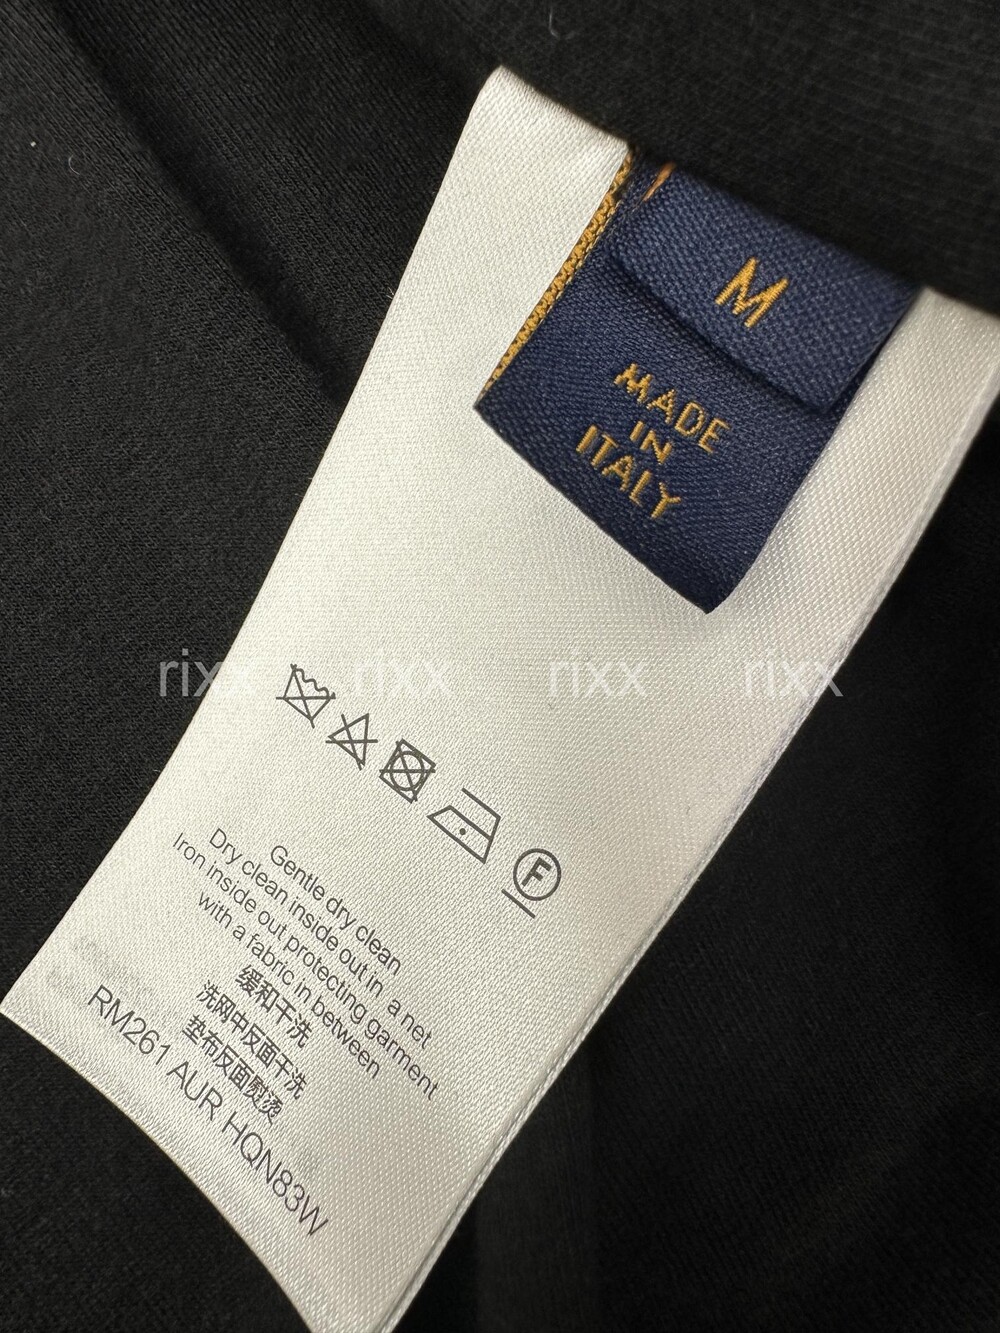 M
MADE
IN
ITALY
rixx rixx rixx rixx
F
Gentle dry clean
Dry clean inside out in a net
Iron inside out protecting garment
with a fabric in between
缓和干洗
洗网中反面干洗
垫布反面熨烫
RM261 AUR HQN83W